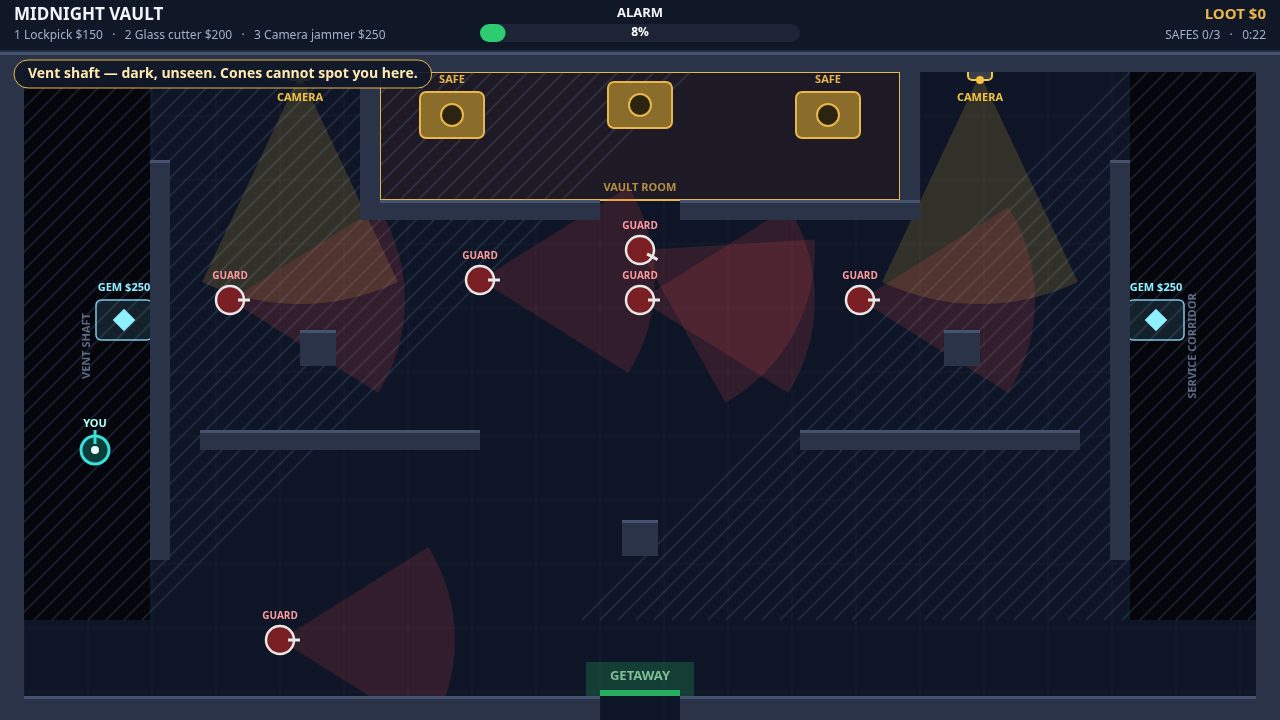 MIDNIGHT VAULT
1 Lockpick $150 · 2 Glass cutter $200 · 3 Camera jammer $250
ALARM
8%
LOOT $0
SAFES 0/3 · 0:22
Vent shaft — dark, unseen. Cones cannot spot you here.
SAFE
SAFE
CAMERA
CAMERA
VAULT ROOM
GUARD
GUARD
GUARD
GUARD
GUARD
GEM $250
GEM $250
VENT SHAFT
SERVICE CORRIDOR
YOU
GUARD
GETAWAY